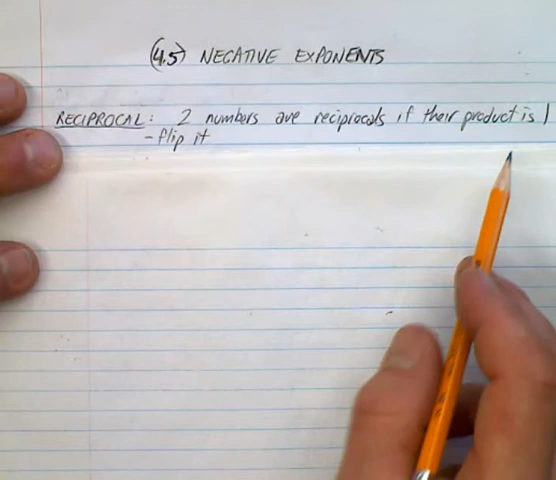 (4.5) NEGATIVE EXPONENTS
RECIPROCAL: 2 numbers are reciprocals if their product is 1
- flip it